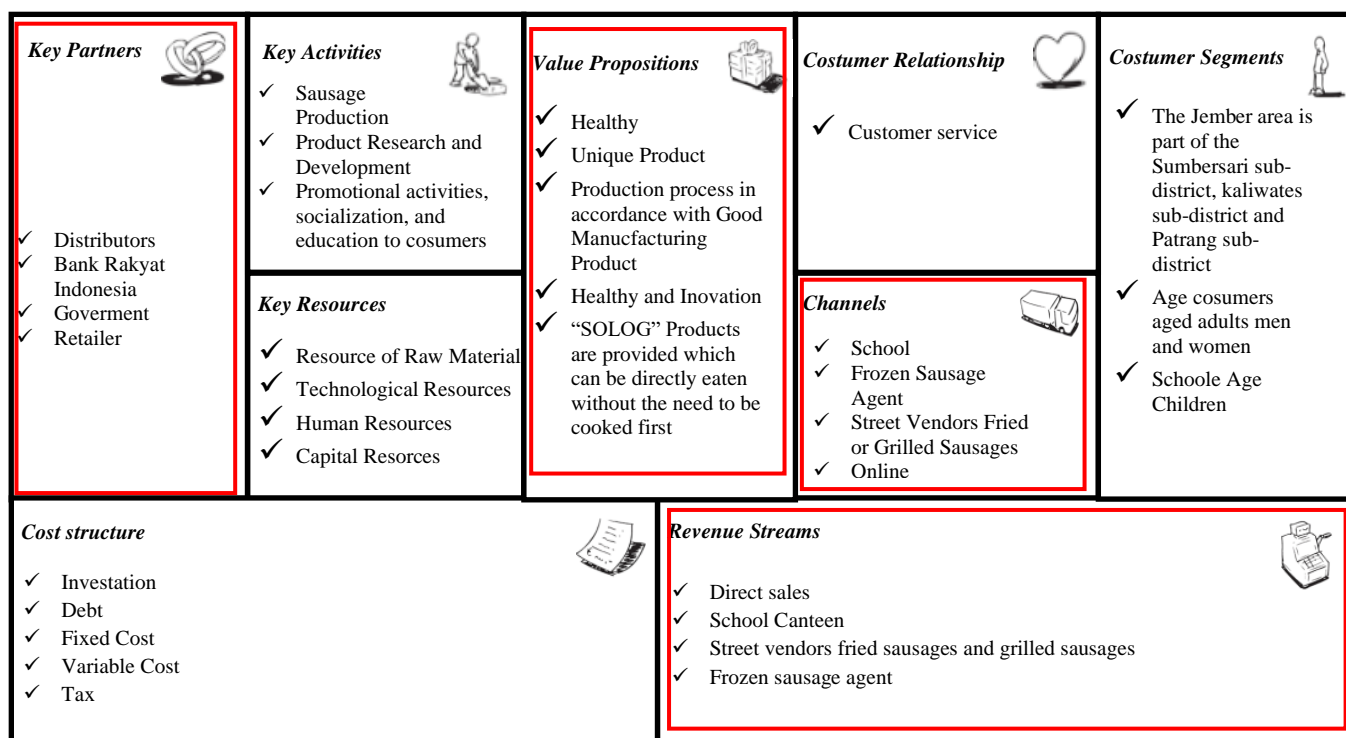 Key Partners
✓ Distributors
✓ Bank Rakyat
Indonesia
✓ Goverment
✓ Retailer
Key Activities
✓ Sausage
Production
✓ Product Research and
Development
✓ Promotional activities,
socialization, and
education to cosumers
Key Resources
✓ Resource of Raw Material
✓ Technological Resources
✓ Human Resources
✓ Capital Resorces
Value Propositions
✓ Healthy
✓ Unique Product
✓ Production process in
accordance with Good
Manucfacturing
Product
✓ Healthy and Inovation
✓ “SOLOG” Products
are provided which
can be directly eaten
without the need to be
cooked first
Costumer Relationship
✓ Customer service
Channels
✓ School
✓ Frozen Sausage
Agent
✓ Street Vendors Fried
or Grilled Sausages
✓ Online
Costumer Segments
✓ The Jember area is
part of the
Sumbersari sub-
district, kaliwates
sub-district and
Patrang sub-
district
✓ Age cosumers
aged adults men
and women
✓ Schoole Age
Children
Cost structure
✓ Investation
✓ Debt
✓ Fixed Cost
✓ Variable Cost
✓ Tax
Revenue Streams
✓ Direct sales
✓ School Canteen
✓ Street vendors fried sausages and grilled sausages
✓ Frozen sausage agent